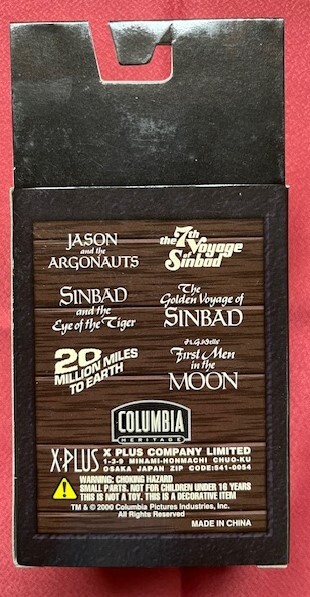 JASON
and the
ARGONAUTS
the 7th
Voyage
of
Sinbad
SINBAD
and the
Eye of the Tiger
The
Golden Voyage of
SINBAD
20
MILLION MILES
TO EARTH
H.G. Wells
First Men
in the
MOON
COLUMBIA
HERITAGE
X-PLUS X PLUS COMPANY LIMITED
1-3-9 MINAMI-HONMACHI CHUO-KU
OSAKA JAPAN ZIP CODE:541-0054
WARNING: CHOKING HAZARD
SMALL PARTS. NOT FOR CHILDREN UNDER 16 YEARS
THIS IS NOT A TOY. THIS IS A DECORATIVE ITEM
TM & © 2000 Columbia Pictures Industries, Inc.
All Rights Reserved
MADE IN CHINA